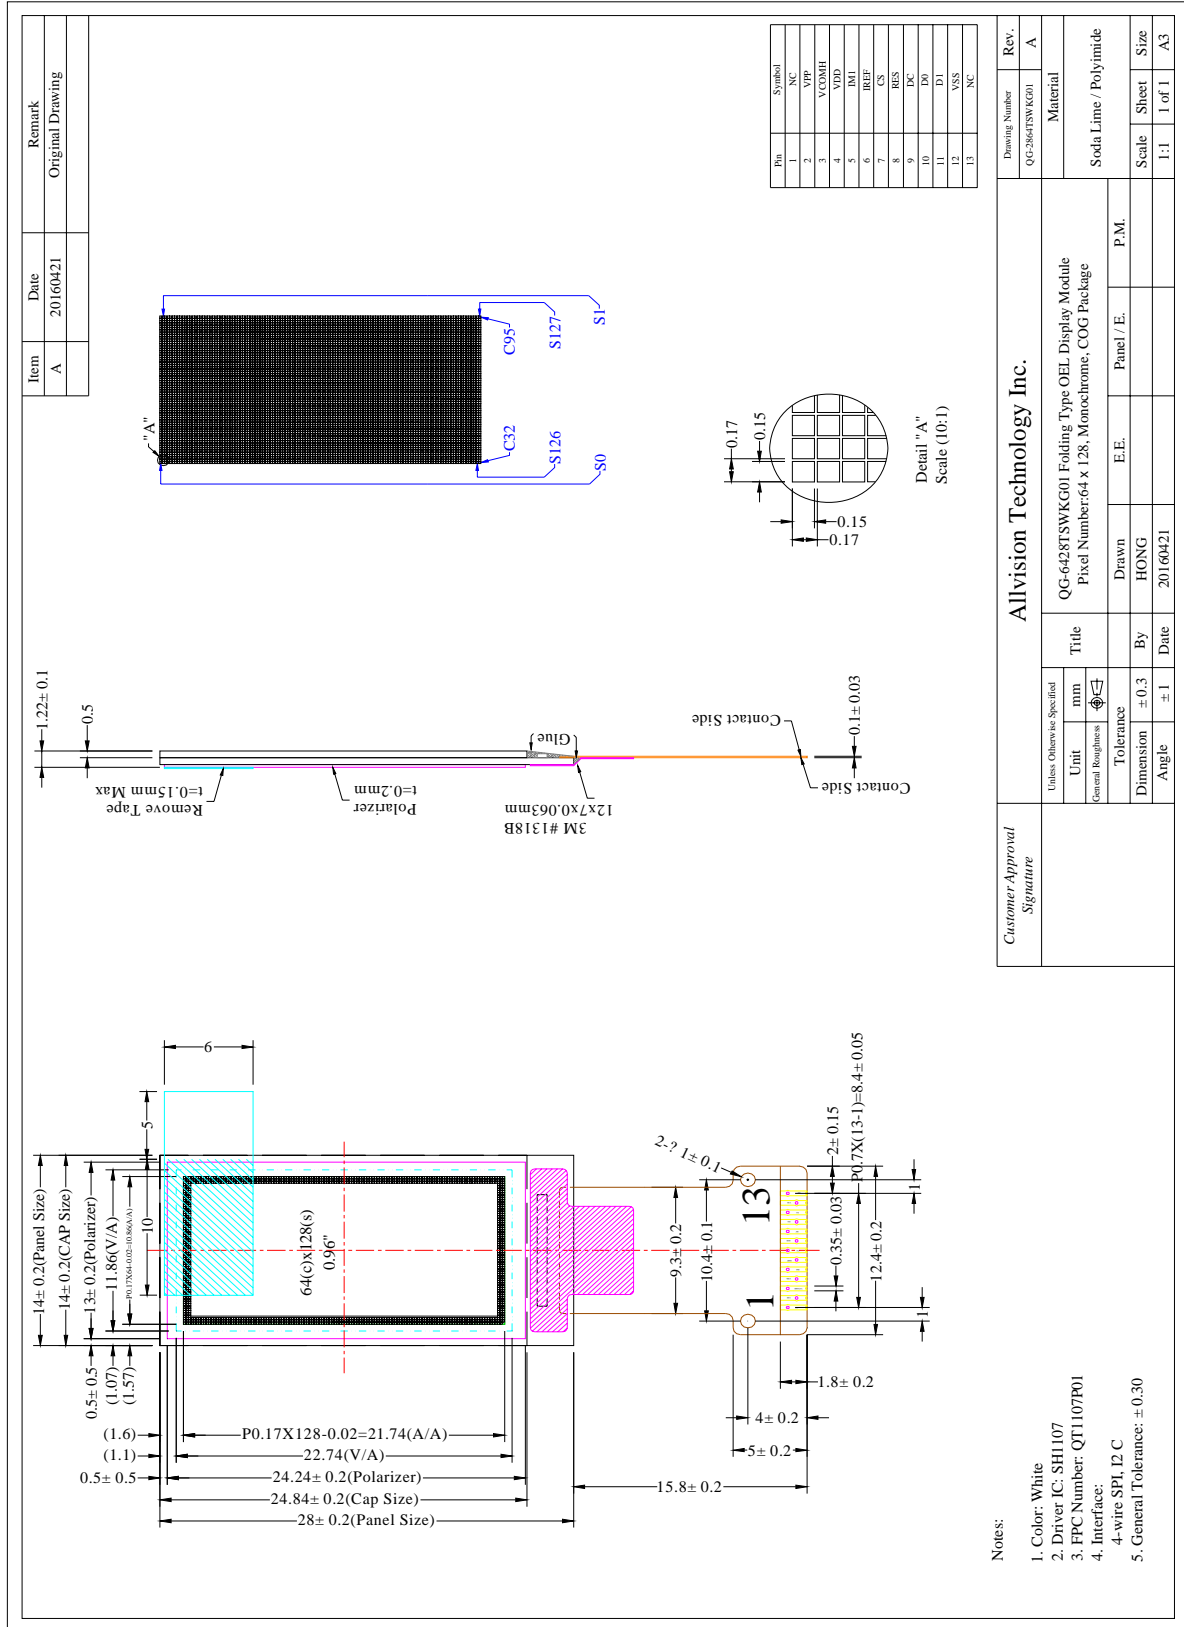 Item Date Remark
A 20160421 Original Drawing
14± 0.2(Panel Size)
14± 0.2(CAP Size)
13± 0.2(Polarizer)
11.86(V/A)
P0.17X64-0.02=10.86(A/A)
10
5
6
0.5± 0.5
(1.07)
(1.57)
(1.6)
(1.1)
0.5± 0.5
P0.17X128-0.02=21.74(A/A)
22.74(V/A)
24.24± 0.2(Polarizer)
24.84± 0.2(Cap Size)
28± 0.2(Panel Size)
15.8± 0.2
64(c)x128(s)
0.96"
9.3± 0.2
10.4± 0.1
2-? 1± 0.1
1 13
1.8± 0.2
4± 0.2
5± 0.2
2± 0.15
P0.7X(13-1)=8.4± 0.05
0.35± 0.03
12.4± 0.2
1
1
1.22± 0.1
0.5
Remove Tape
t=0.15mm Max
Polarizer
t=0.2mm
3M #1318B
12x7x0.063mm
Glue
Contact Side
Contact Side
0.1± 0.03
"A"
C32
C95
S126
S127
S0
S1
0.17
0.15
0.15
0.17
Detail "A"
Scale (10:1)
Pin Symbol
1 NC
2 VPP
3 VCOMH
4 VDD
5 IM1
6 IREF
7 CS
8 RES
9 DC
10 D0
11 D1
12 VSS
13 NC
Notes:
1. Color: White
2. Driver IC: SH1107
3. FPC Number: QT1107P01
4. Interface:
4-wire SPI, I2 C
5. General Tolerance: ± 0.30
Customer Approval
Signature
Allvision Technology Inc.
Drawing Number Rev.
QG-2864TSWKG01 A
Unless Otherwise Specified
Unit mm
General Roughness
Tolerance
Dimension ± 0.3
Angle ± 1
Title
QG-6428TSWKG01 Folding Type OEL Display Module
Pixel Number:64 x 128, Monochrome, COG Package
Material
Soda Lime / Polyimide
Drawn E.E. Panel / E. P.M.
By HONG
Date 20160421
Scale Sheet Size
1:1 1 of 1 A3